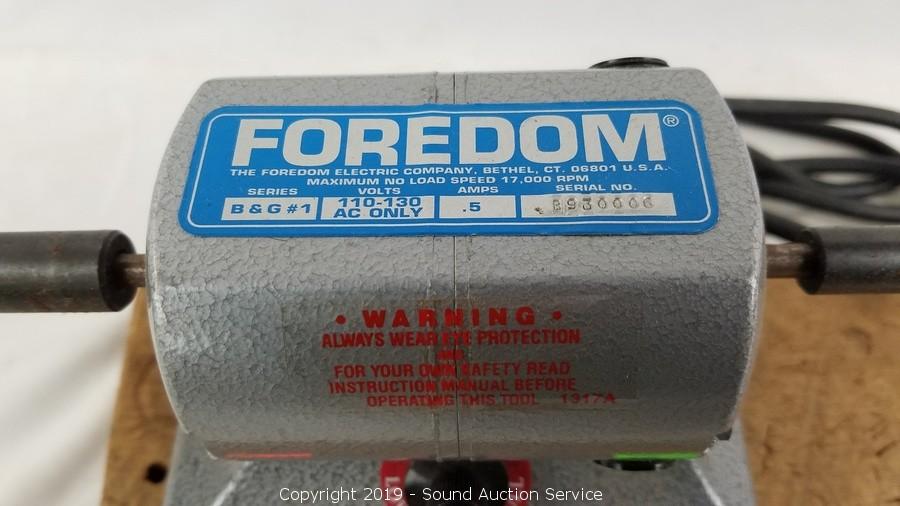 FOREDOM®
THE FOREDOM ELECTRIC COMPANY, BETHEL, CT. 06801 U.S.A.
MAXIMUM NO LOAD SPEED 17,000 RPM
SERIES VOLTS AMPS SERIAL NO.
B & G #1 110-130 AC ONLY .5
• WARNING •
ALWAYS WEAR EYE PROTECTION
AND
FOR YOUR OWN SAFETY READ
INSTRUCTION MANUAL BEFORE
OPERATING THIS TOOL 1317A
Copyright 2019 - Sound Auction Service